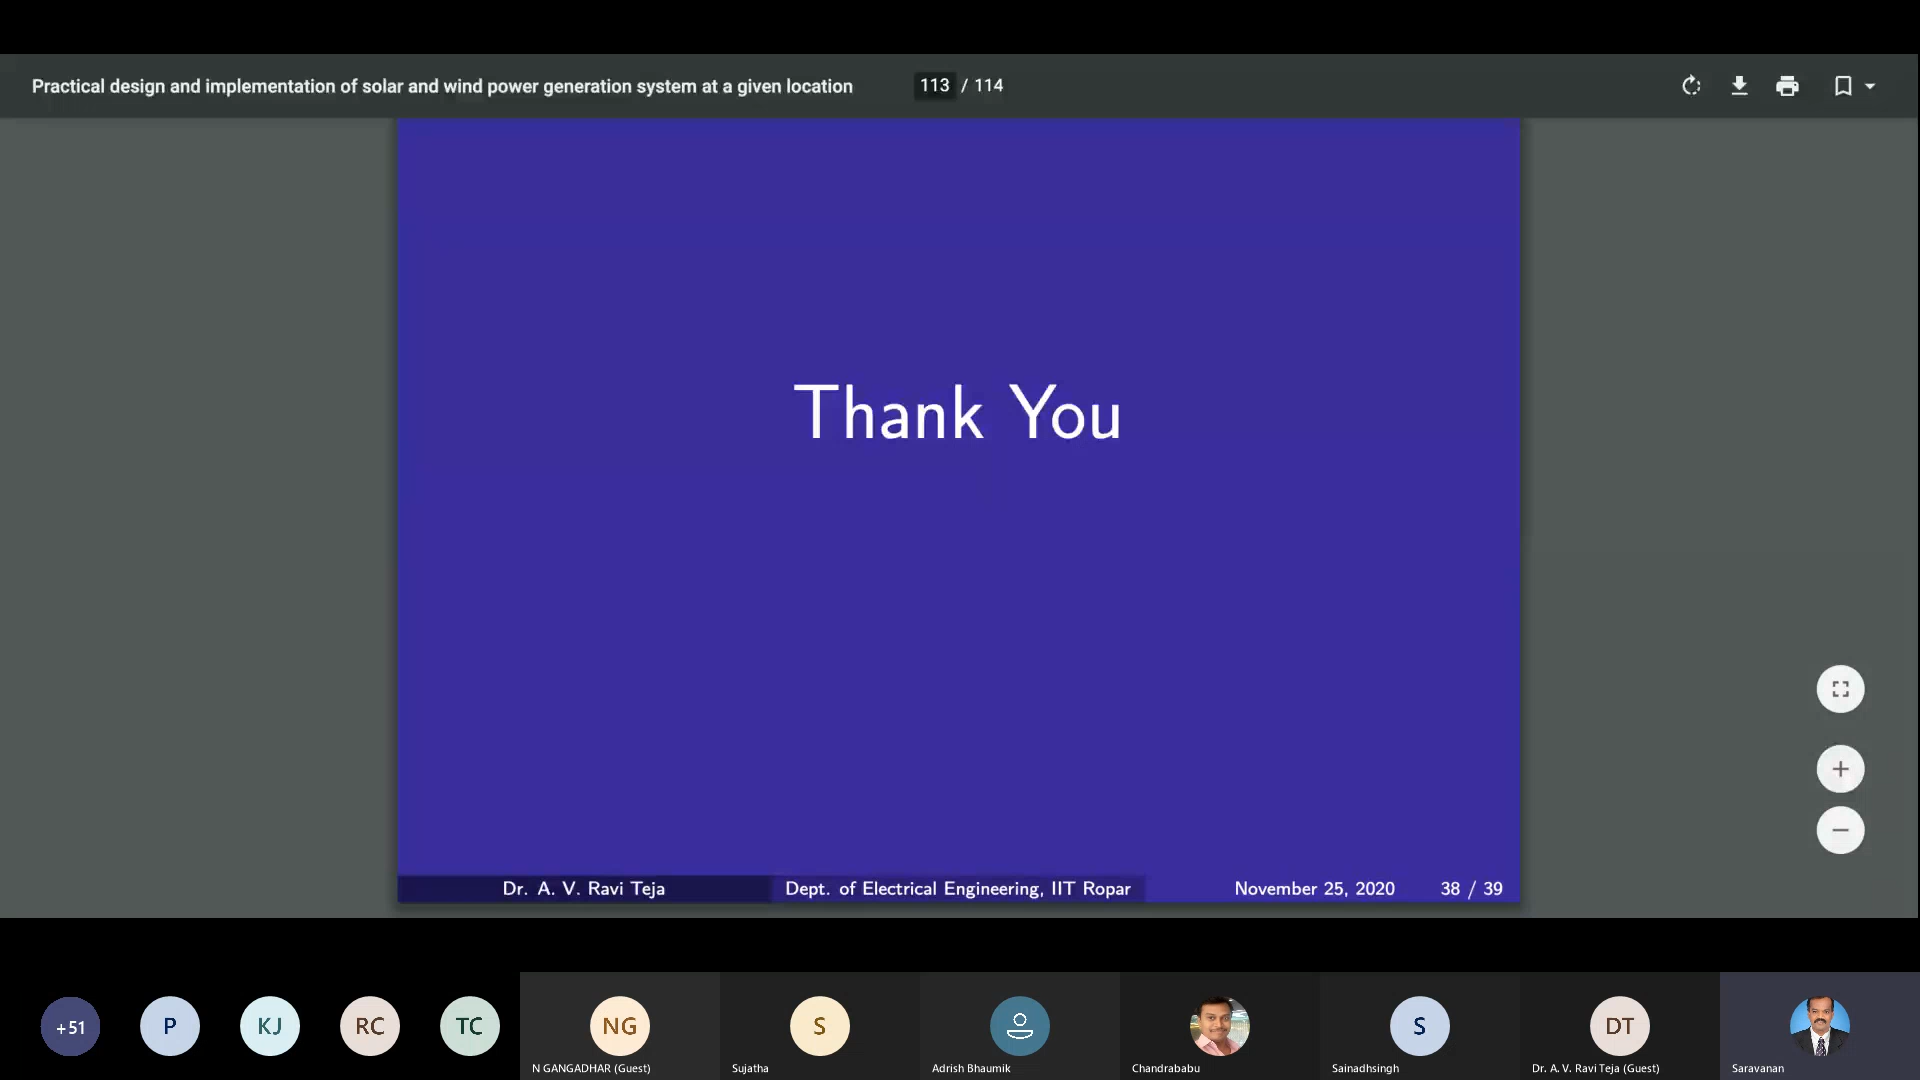 Practical design and implementation of solar and wind power generation system at a given location 113 / 114
Thank You
Dr. A. V. Ravi Teja Dept. of Electrical Engineering, IIT Ropar November 25, 2020 38 / 39
+51 P KJ RC TC NG S S DT
N GANGADHAR (Guest) Sujatha Adrish Bhaumik Chandrababu Sainadhsingh Dr. A. V. Ravi Teja (Guest) Saravanan